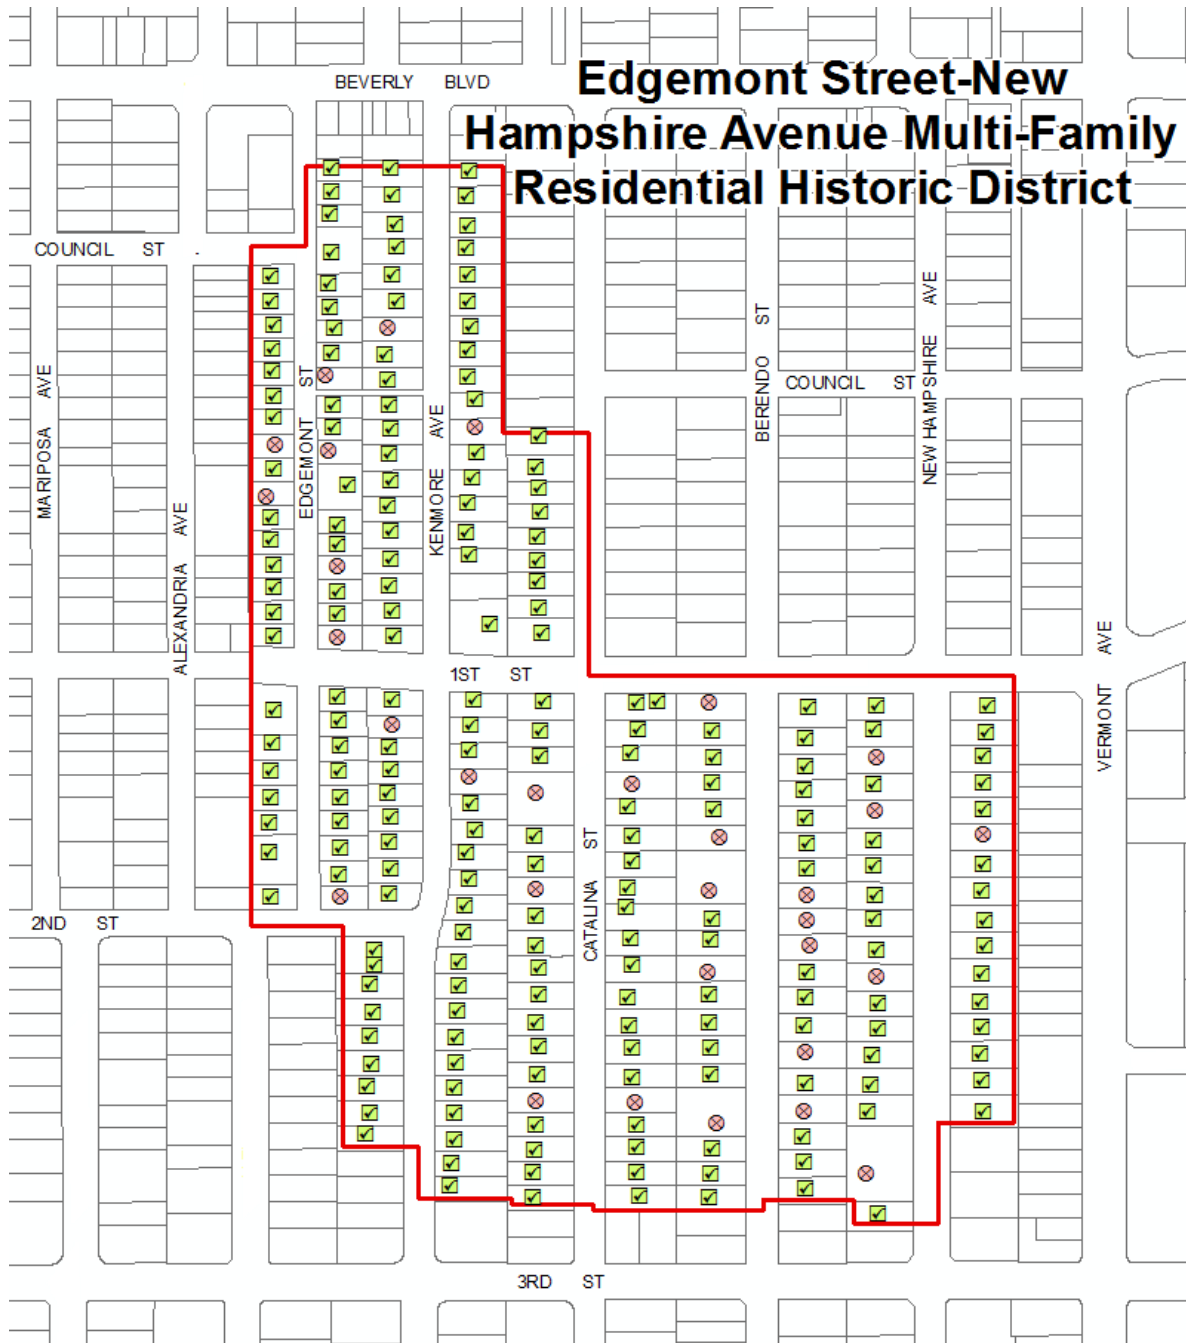 Edgemont Street-New
Hampshire Avenue Multi-Family
Residential Historic District
BEVERLY BLVD
COUNCIL ST
MARIPOSA AVE
ALEXANDRIA AVE
EDGEMONT ST
KENMORE AVE
BERENDO ST
COUNCIL ST
NEW HAMPSHIRE AVE
VERMONT AVE
1ST ST
CATALINA ST
2ND ST
3RD ST